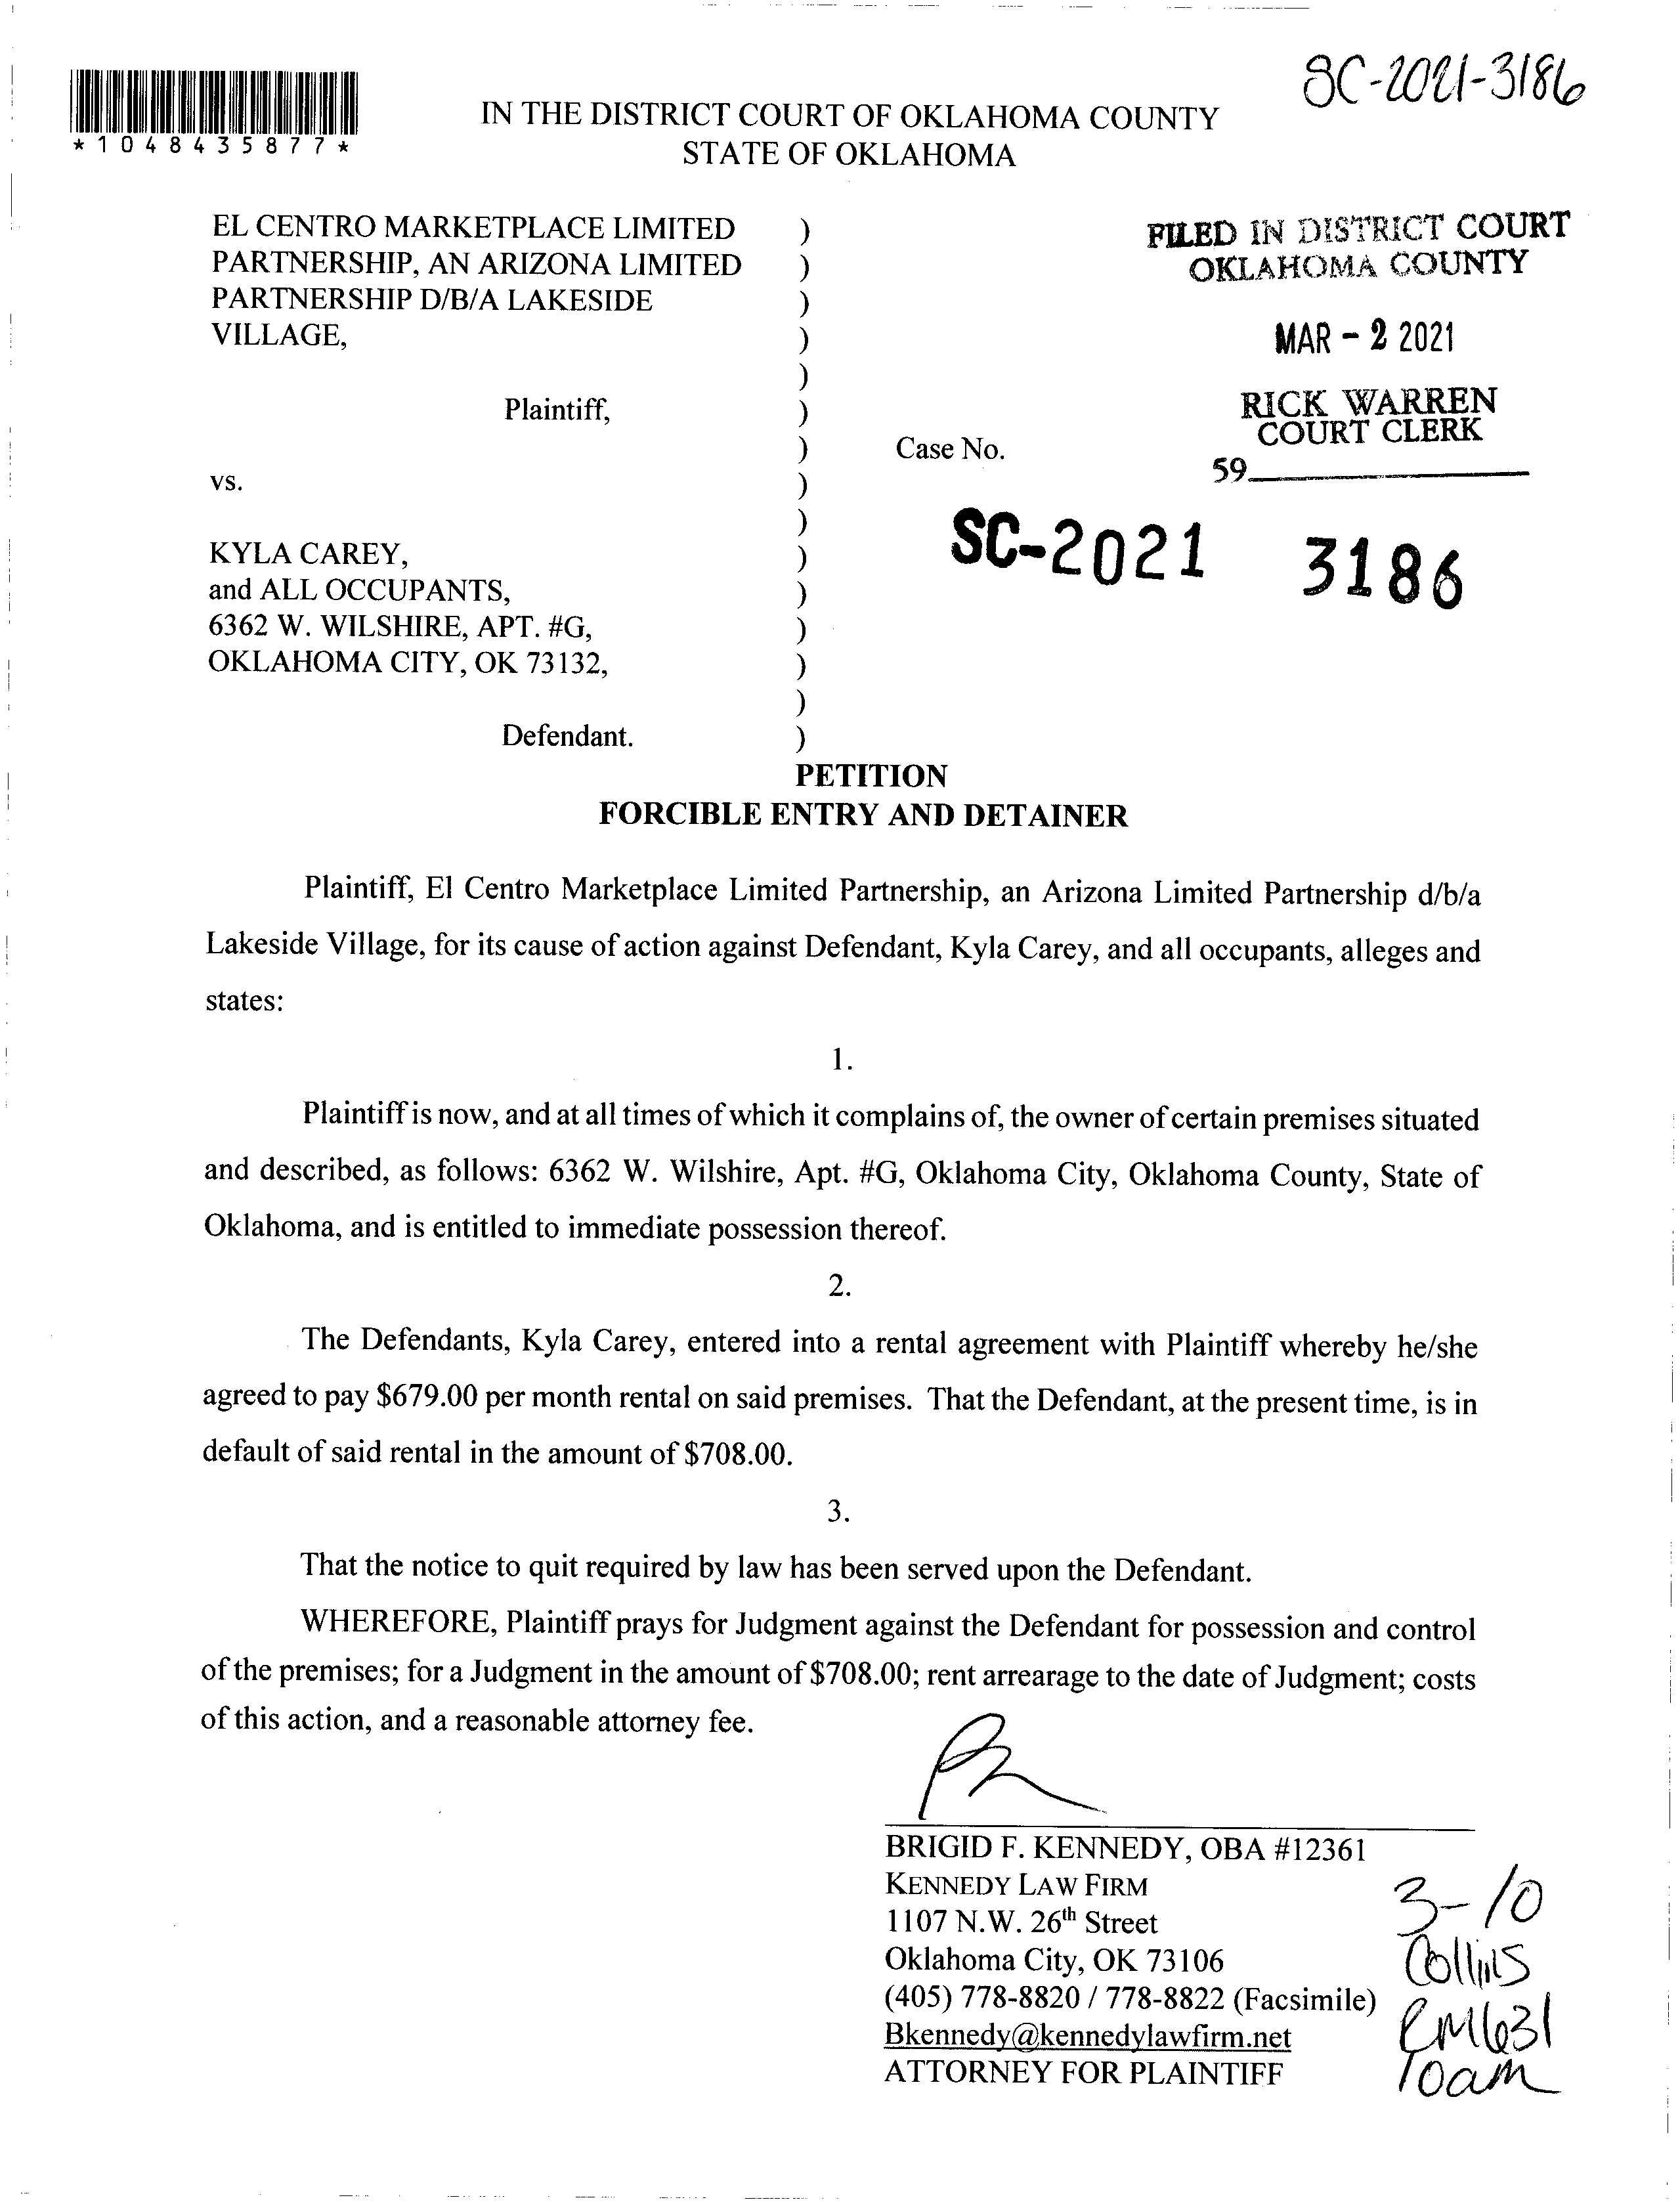 SC-2021-3186
*1048435877*
IN THE DISTRICT COURT OF OKLAHOMA COUNTY
STATE OF OKLAHOMA
EL CENTRO MARKETPLACE LIMITED )
PARTNERSHIP, AN ARIZONA LIMITED )
PARTNERSHIP D/B/A LAKESIDE )
VILLAGE, )
)
Plaintiff, )
) Case No.
vs. )
)
KYLA CAREY, )
and ALL OCCUPANTS, )
6362 W. WILSHIRE, APT. #G, )
OKLAHOMA CITY, OK 73132, )
)
Defendant. )
FILED IN DISTRICT COURT
OKLAHOMA COUNTY
MAR - 2 2021
RICK WARREN
COURT CLERK
59
SC-2021 3186
PETITION
FORCIBLE ENTRY AND DETAINER
Plaintiff, El Centro Marketplace Limited Partnership, an Arizona Limited Partnership d/b/a
Lakeside Village, for its cause of action against Defendant, Kyla Carey, and all occupants, alleges and
states:
1.
Plaintiff is now, and at all times of which it complains of, the owner of certain premises situated
and described, as follows: 6362 W. Wilshire, Apt. #G, Oklahoma City, Oklahoma County, State of
Oklahoma, and is entitled to immediate possession thereof.
2.
The Defendants, Kyla Carey, entered into a rental agreement with Plaintiff whereby he/she
agreed to pay $679.00 per month rental on said premises. That the Defendant, at the present time, is in
default of said rental in the amount of $708.00.
3.
That the notice to quit required by law has been served upon the Defendant.
WHEREFORE, Plaintiff prays for Judgment against the Defendant for possession and control
of the premises; for a Judgment in the amount of $708.00; rent arrearage to the date of Judgment; costs
of this action, and a reasonable attorney fee.
BRIGID F. KENNEDY, OBA #12361
KENNEDY LAW FIRM
1107 N.W. 26th Street
Oklahoma City, OK 73106
(405) 778-8820 / 778-8822 (Facsimile)
Bkennedy@kennedylawfirm.net
ATTORNEY FOR PLAINTIFF
3-10
Collins
RM631
10am